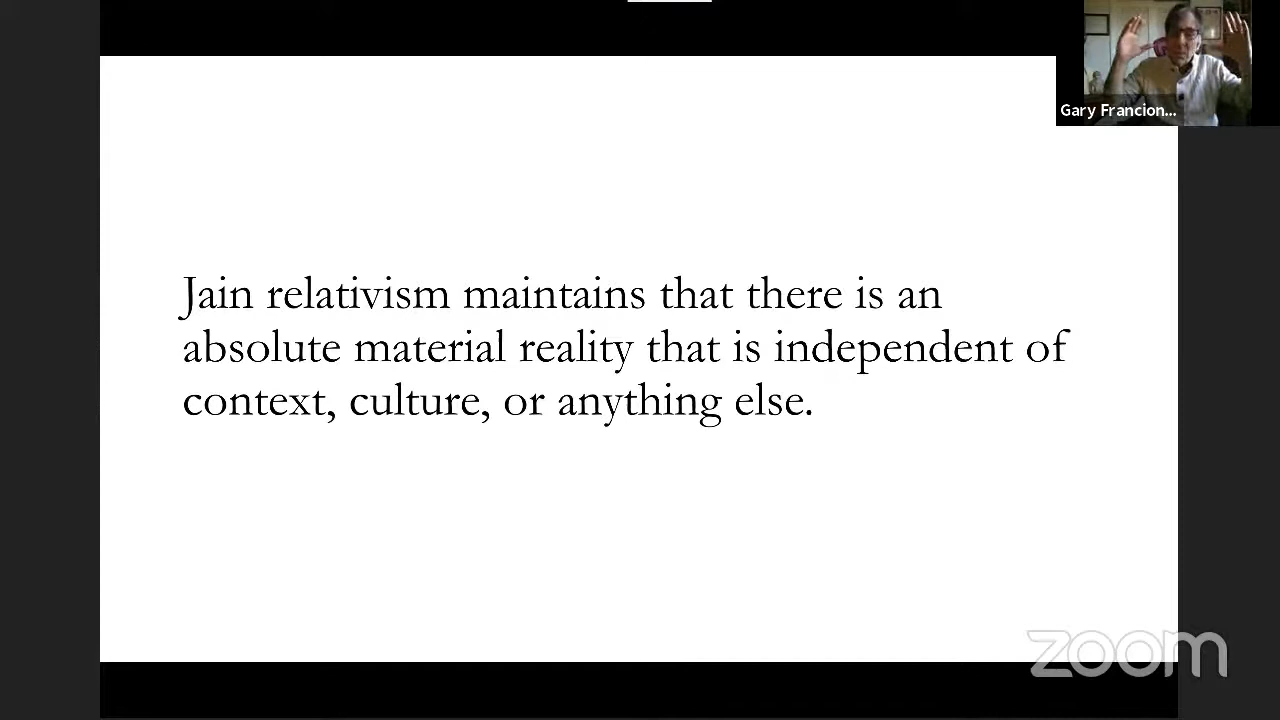 Gary Francion...
Jain relativism maintains that there is an
absolute material reality that is independent of
context, culture, or anything else.
zoom